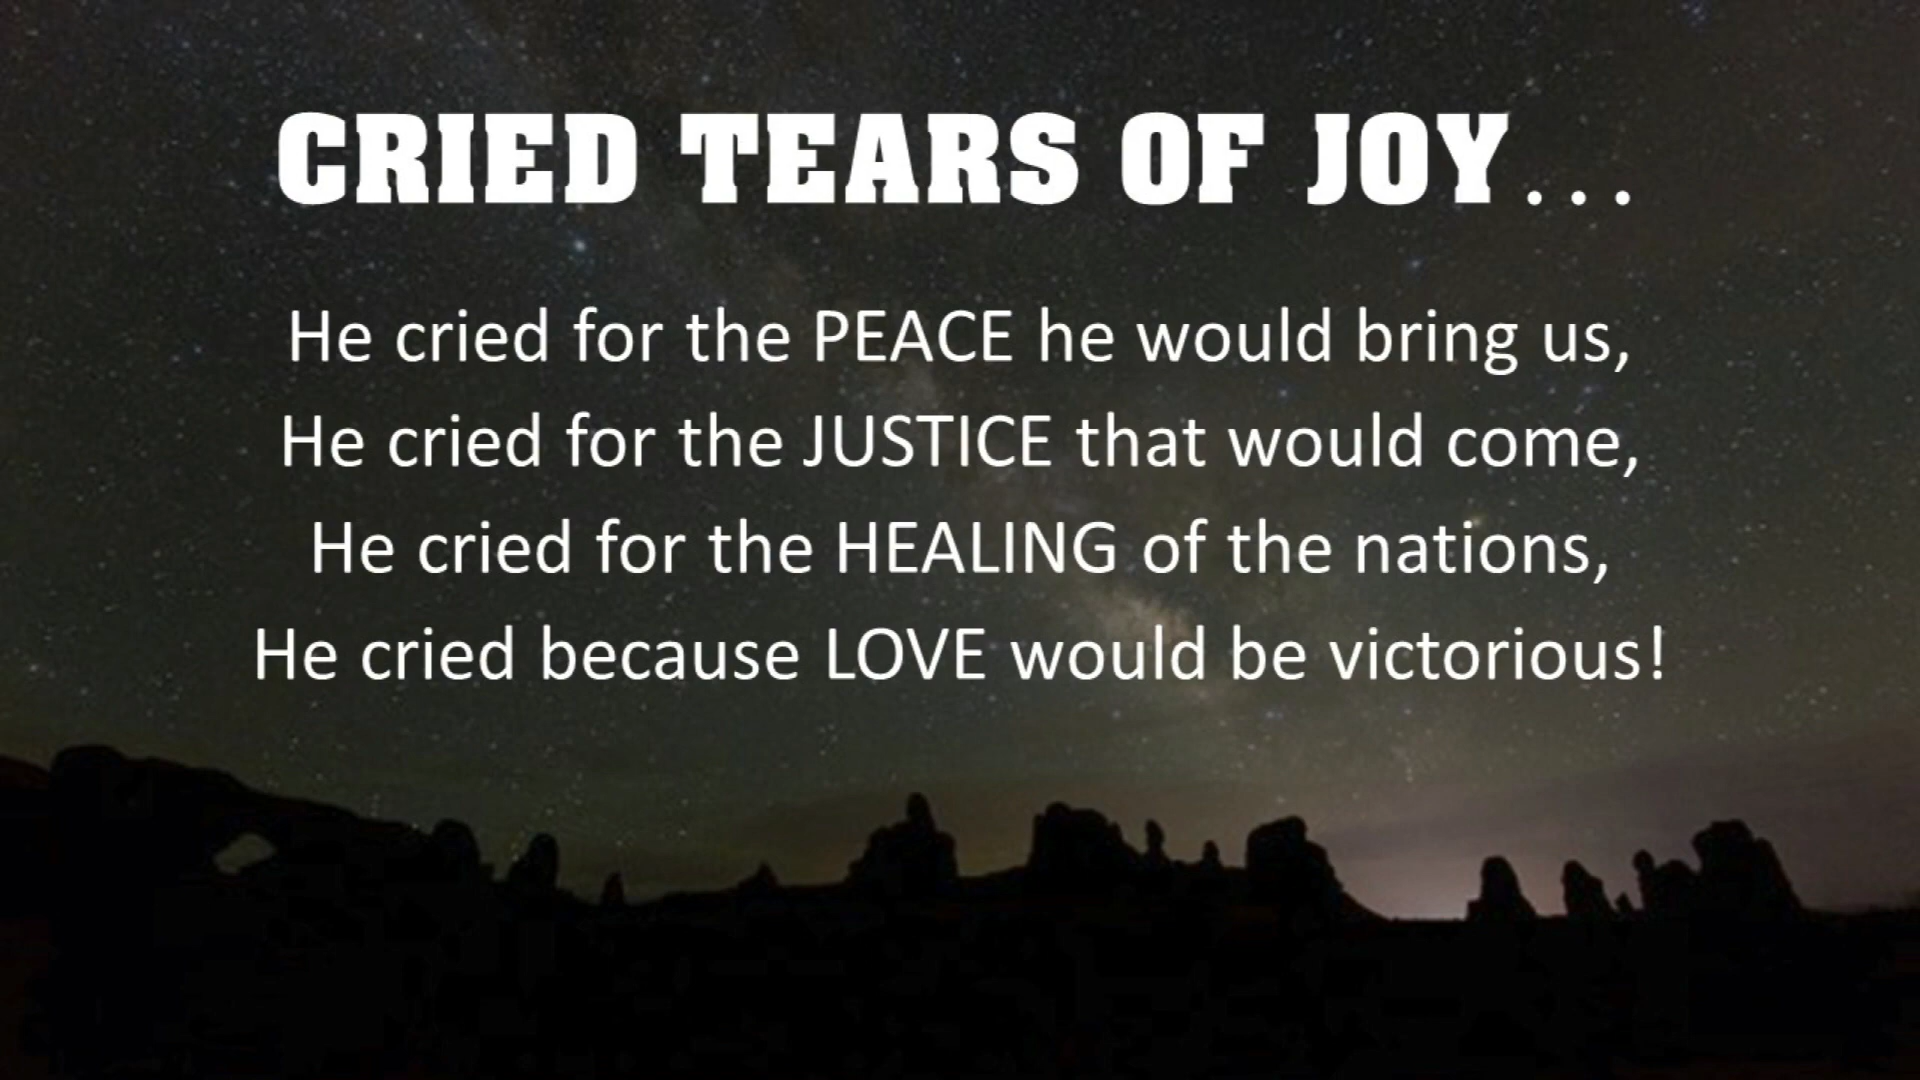 CRIED TEARS OF JOY...
He cried for the PEACE he would bring us,
He cried for the JUSTICE that would come,
He cried for the HEALING of the nations,
He cried because LOVE would be victorious!